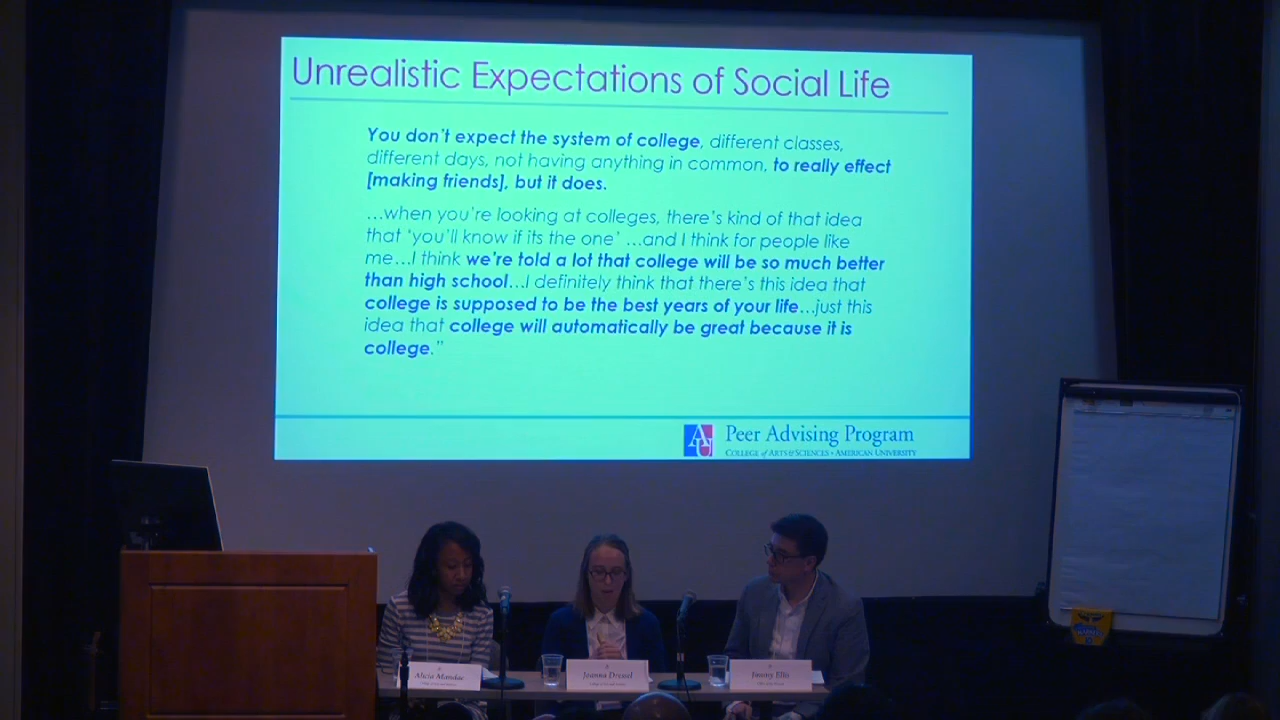 Unrealistic Expectations of Social Life
You don't expect the system of college, different classes,
different days, not having anything in common, to really effect
[making friends], but it does.
…when you're looking at colleges, there's kind of that idea
that 'you'll know if its the one' …and I think for people like
me…I think we're told a lot that college will be so much better
than high school…I definitely think that there's this idea that
college is supposed to be the best years of your life…just this
idea that college will automatically be great because it is
college."
AU
Peer Advising Program
COLLEGE of ARTS & SCIENCES • AMERICAN UNIVERSITY
Joanna Dressel